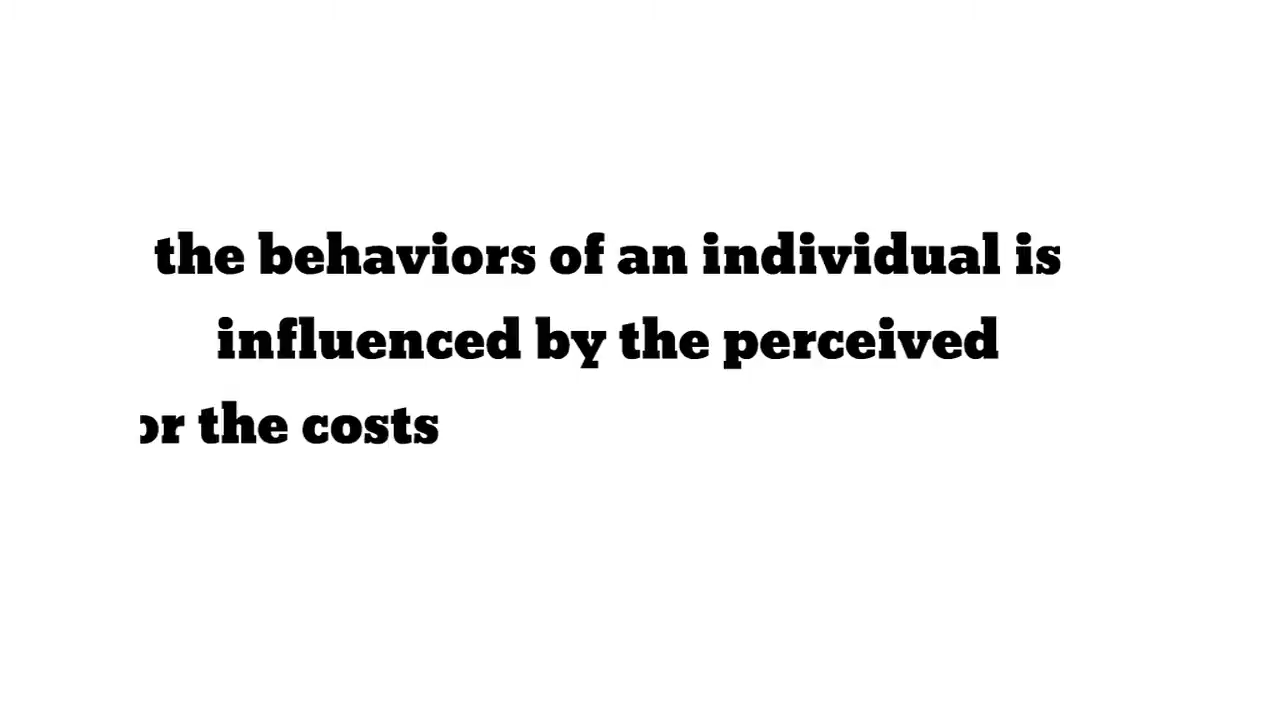 the behaviors of an individual is
influenced by the perceived
the costs